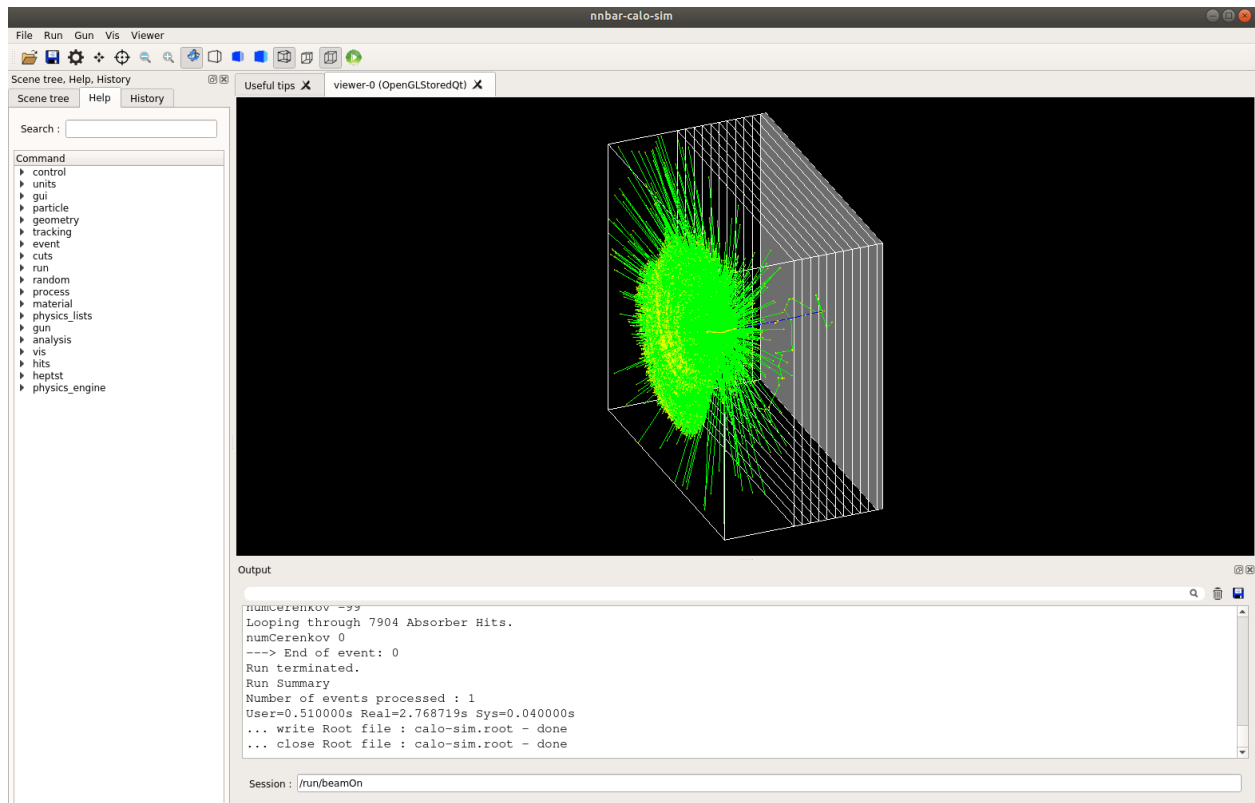 nnbar-calo-sim
File Run Gun Vis Viewer
Scene tree, Help, History
Scene tree Help History
Search :
Command
control
units
gui
particle
geometry
tracking
event
cuts
run
random
process
material
physics_lists
gun
analysis
vis
hits
heptst
physics_engine
Useful tips X viewer-0 (OpenGLStoredQt) X
Output
numCerenkov -99
Looping through 7904 Absorber Hits.
numCerenkov 0
---> End of event: 0
Run terminated.
Run Summary
Number of events processed : 1
User=0.510000s Real=2.768719s Sys=0.040000s
... write Root file : calo-sim.root - done
... close Root file : calo-sim.root - done
Session : /run/beamOn